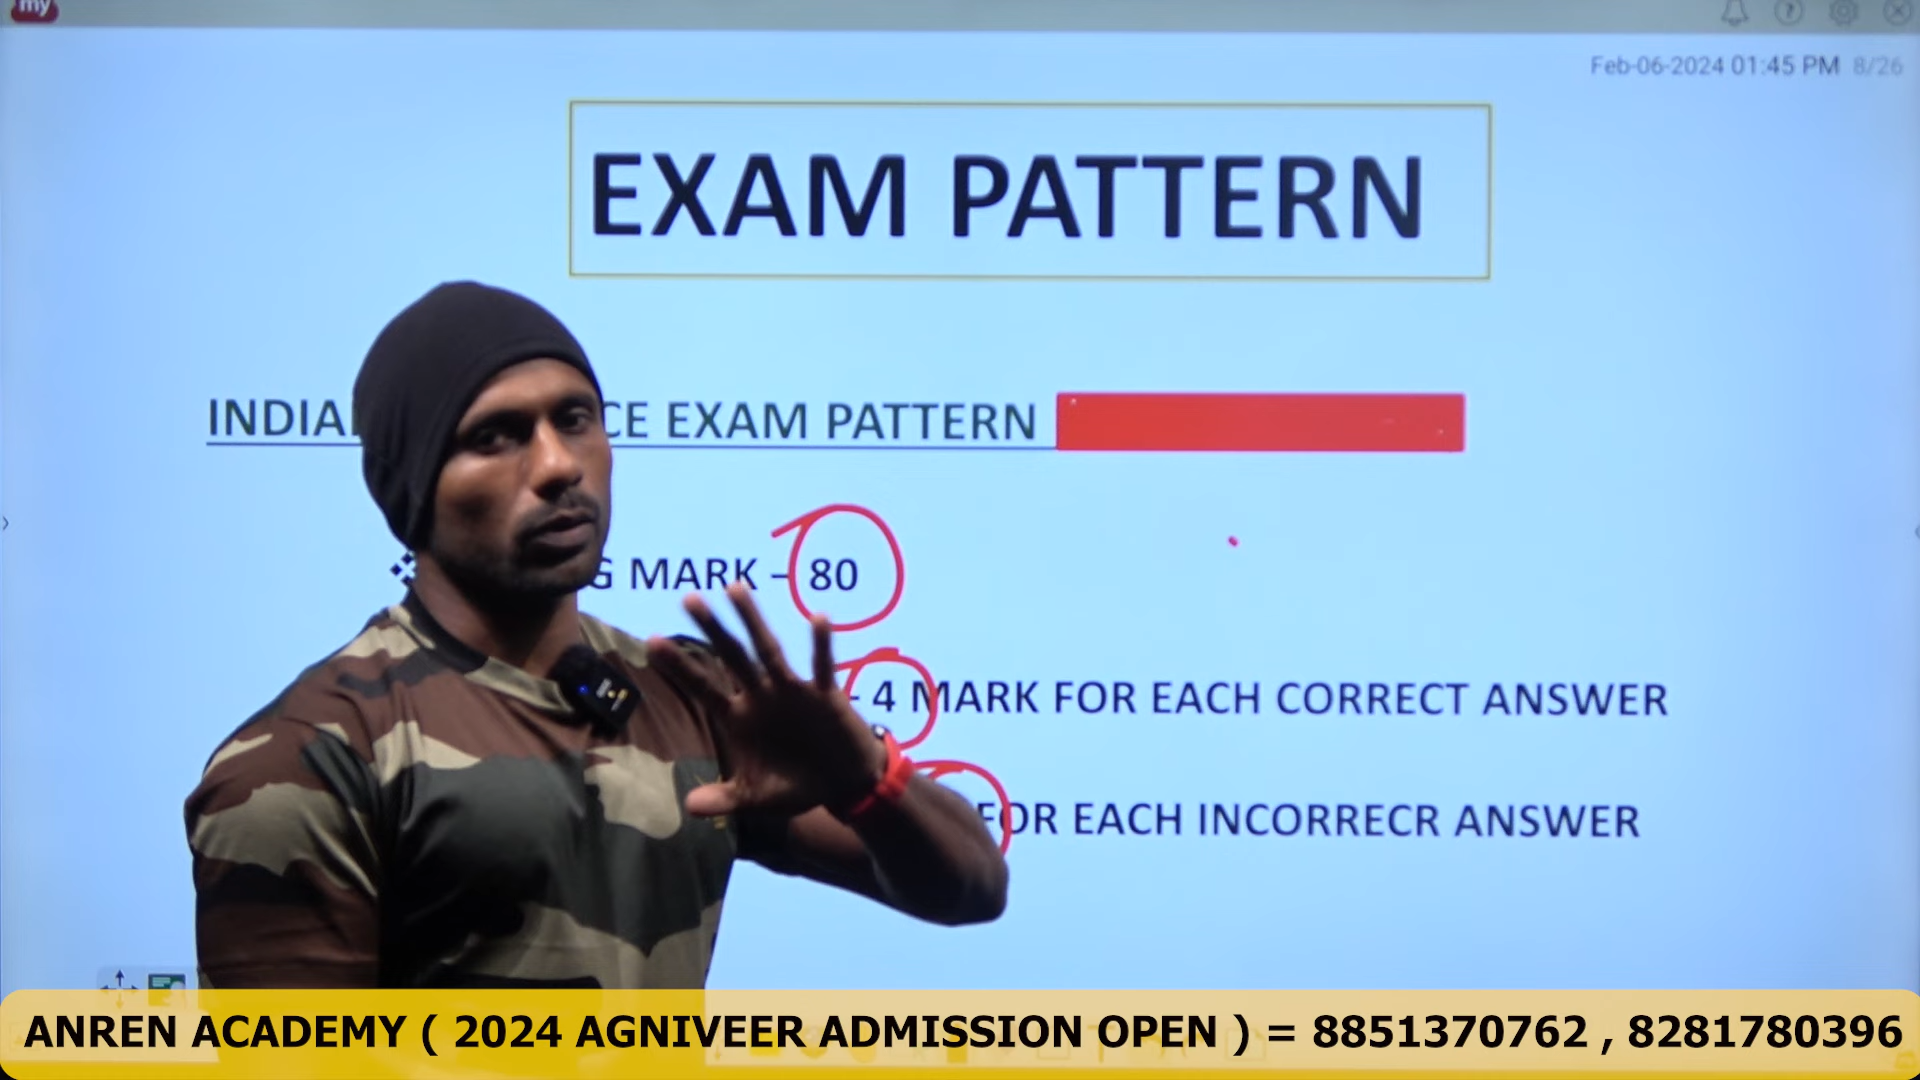 my
Feb-06-2024 01:45 PM 8/26
EXAM PATTERN
INDIA CE EXAM PATTERN
G MARK – 80
- 4 MARK FOR EACH CORRECT ANSWER
FOR EACH INCORRECR ANSWER
ANREN ACADEMY ( 2024 AGNIVEER ADMISSION OPEN ) = 8851370762 , 8281780396